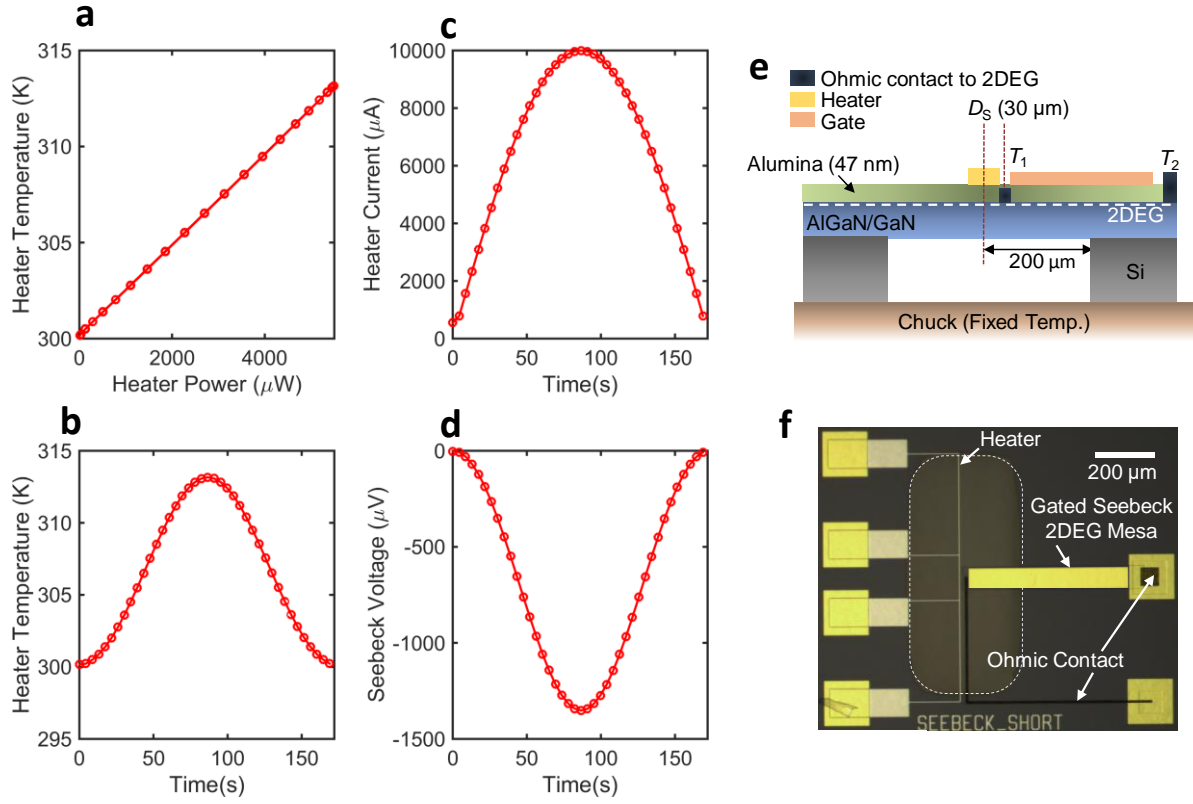 a
315
310
305
300
0
2000
4000
Heater Temperature (K)
Heater Power (μW)
c
10000
8000
6000
4000
2000
0
0
50
100
150
Heater Current (μA)
Time(s)
b
315
310
305
300
295
0
50
100
150
Heater Temperature (K)
Time(s)
d
0
-500
-1000
-1500
0
50
100
150
Seebeck Voltage (μV)
Time(s)
e
Ohmic contact to 2DEG
Heater
Gate
DS (30 μm)
Alumina (47 nm)
T1
T2
2DEG
AlGaN/GaN
200 μm
Si
Chuck (Fixed Temp.)
f
Heater
200 μm
Gated Seebeck
2DEG Mesa
Ohmic Contact
SEEBECK_SHORT